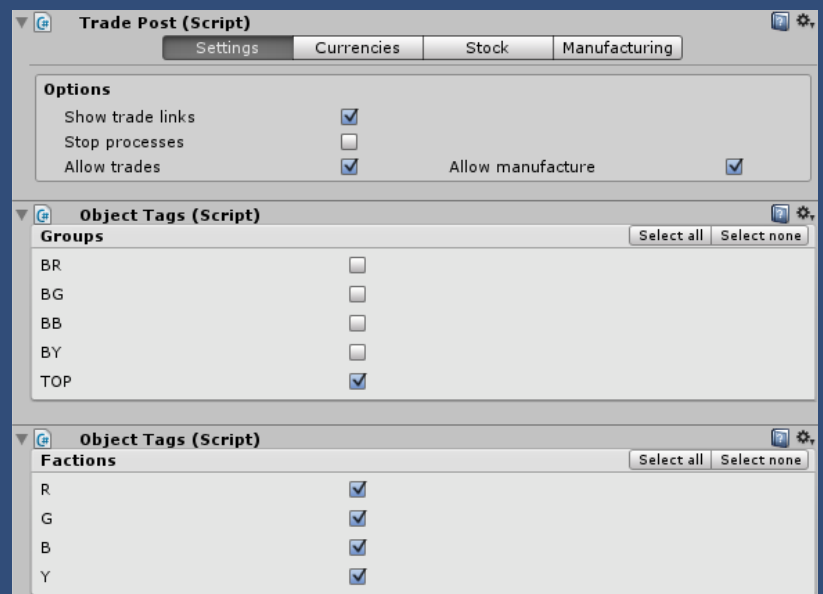 Trade Post (Script)
Settings Currencies Stock Manufacturing
Options
Show trade links
Stop processes
Allow trades Allow manufacture
Object Tags (Script)
Groups Select all Select none
BR
BG
BB
BY
TOP
Object Tags (Script)
Factions Select all Select none
R
G
B
Y